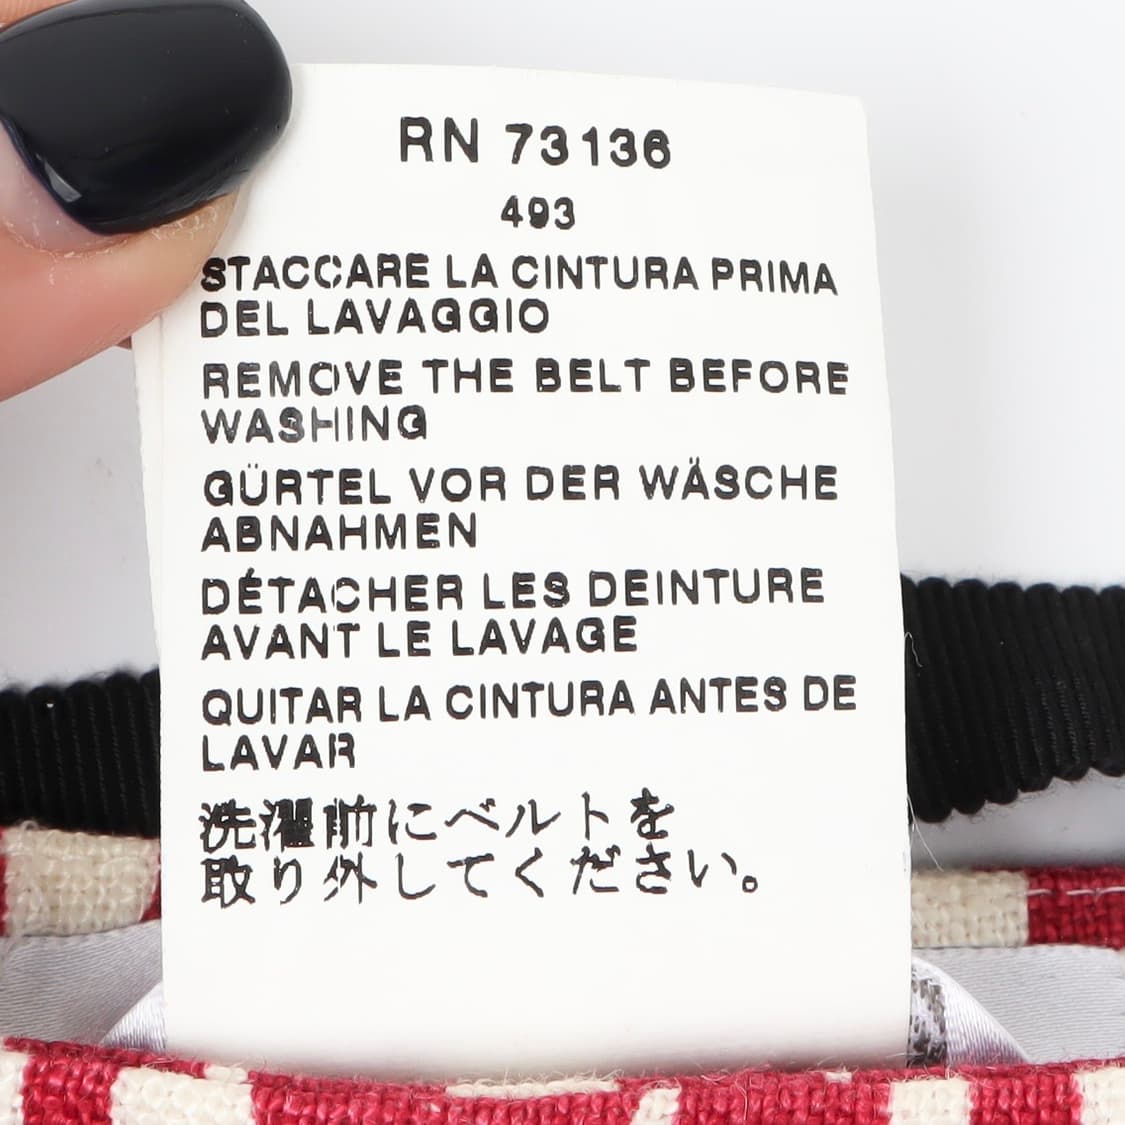 RN 73136
493
STACCARE LA CINTURA PRIMA
DEL LAVAGGIO
REMOVE THE BELT BEFORE
WASHING
GÜRTEL VOR DER WÄSCHE
ABNAHMEN
DÉTACHER LES DEINTURE
AVANT LE LAVAGE
QUITAR LA CINTURA ANTES DE
LAVAR
洗濯前にベルトを
取り外してください。